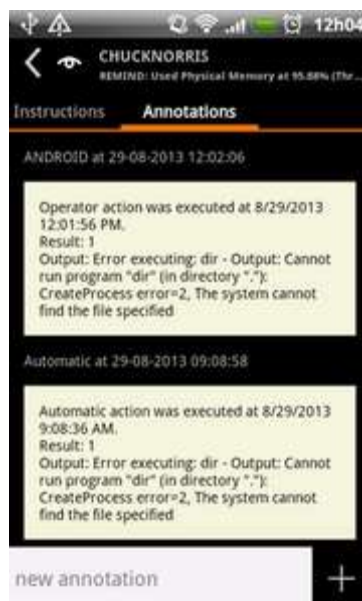 12h04
CHUCKNORRIS
REMIND: Used Physical Memory at 95.88% (Thr...
Instructions
Annotations
ANDROID at 29-08-2013 12:02:06
Operator action was executed at 8/29/2013
12:01:56 PM.
Result: 1
Output: Error executing: dir - Output: Cannot
run program "dir" (in directory "."):
CreateProcess error=2, The system cannot
find the file specified
Automatic at 29-08-2013 09:08:58
Automatic action was executed at 8/29/2013
9:08:36 AM.
Result: 1
Output: Error executing: dir - Output: Cannot
run program "dir" (in directory "."):
CreateProcess error=2, The system cannot
find the file specified
new annotation